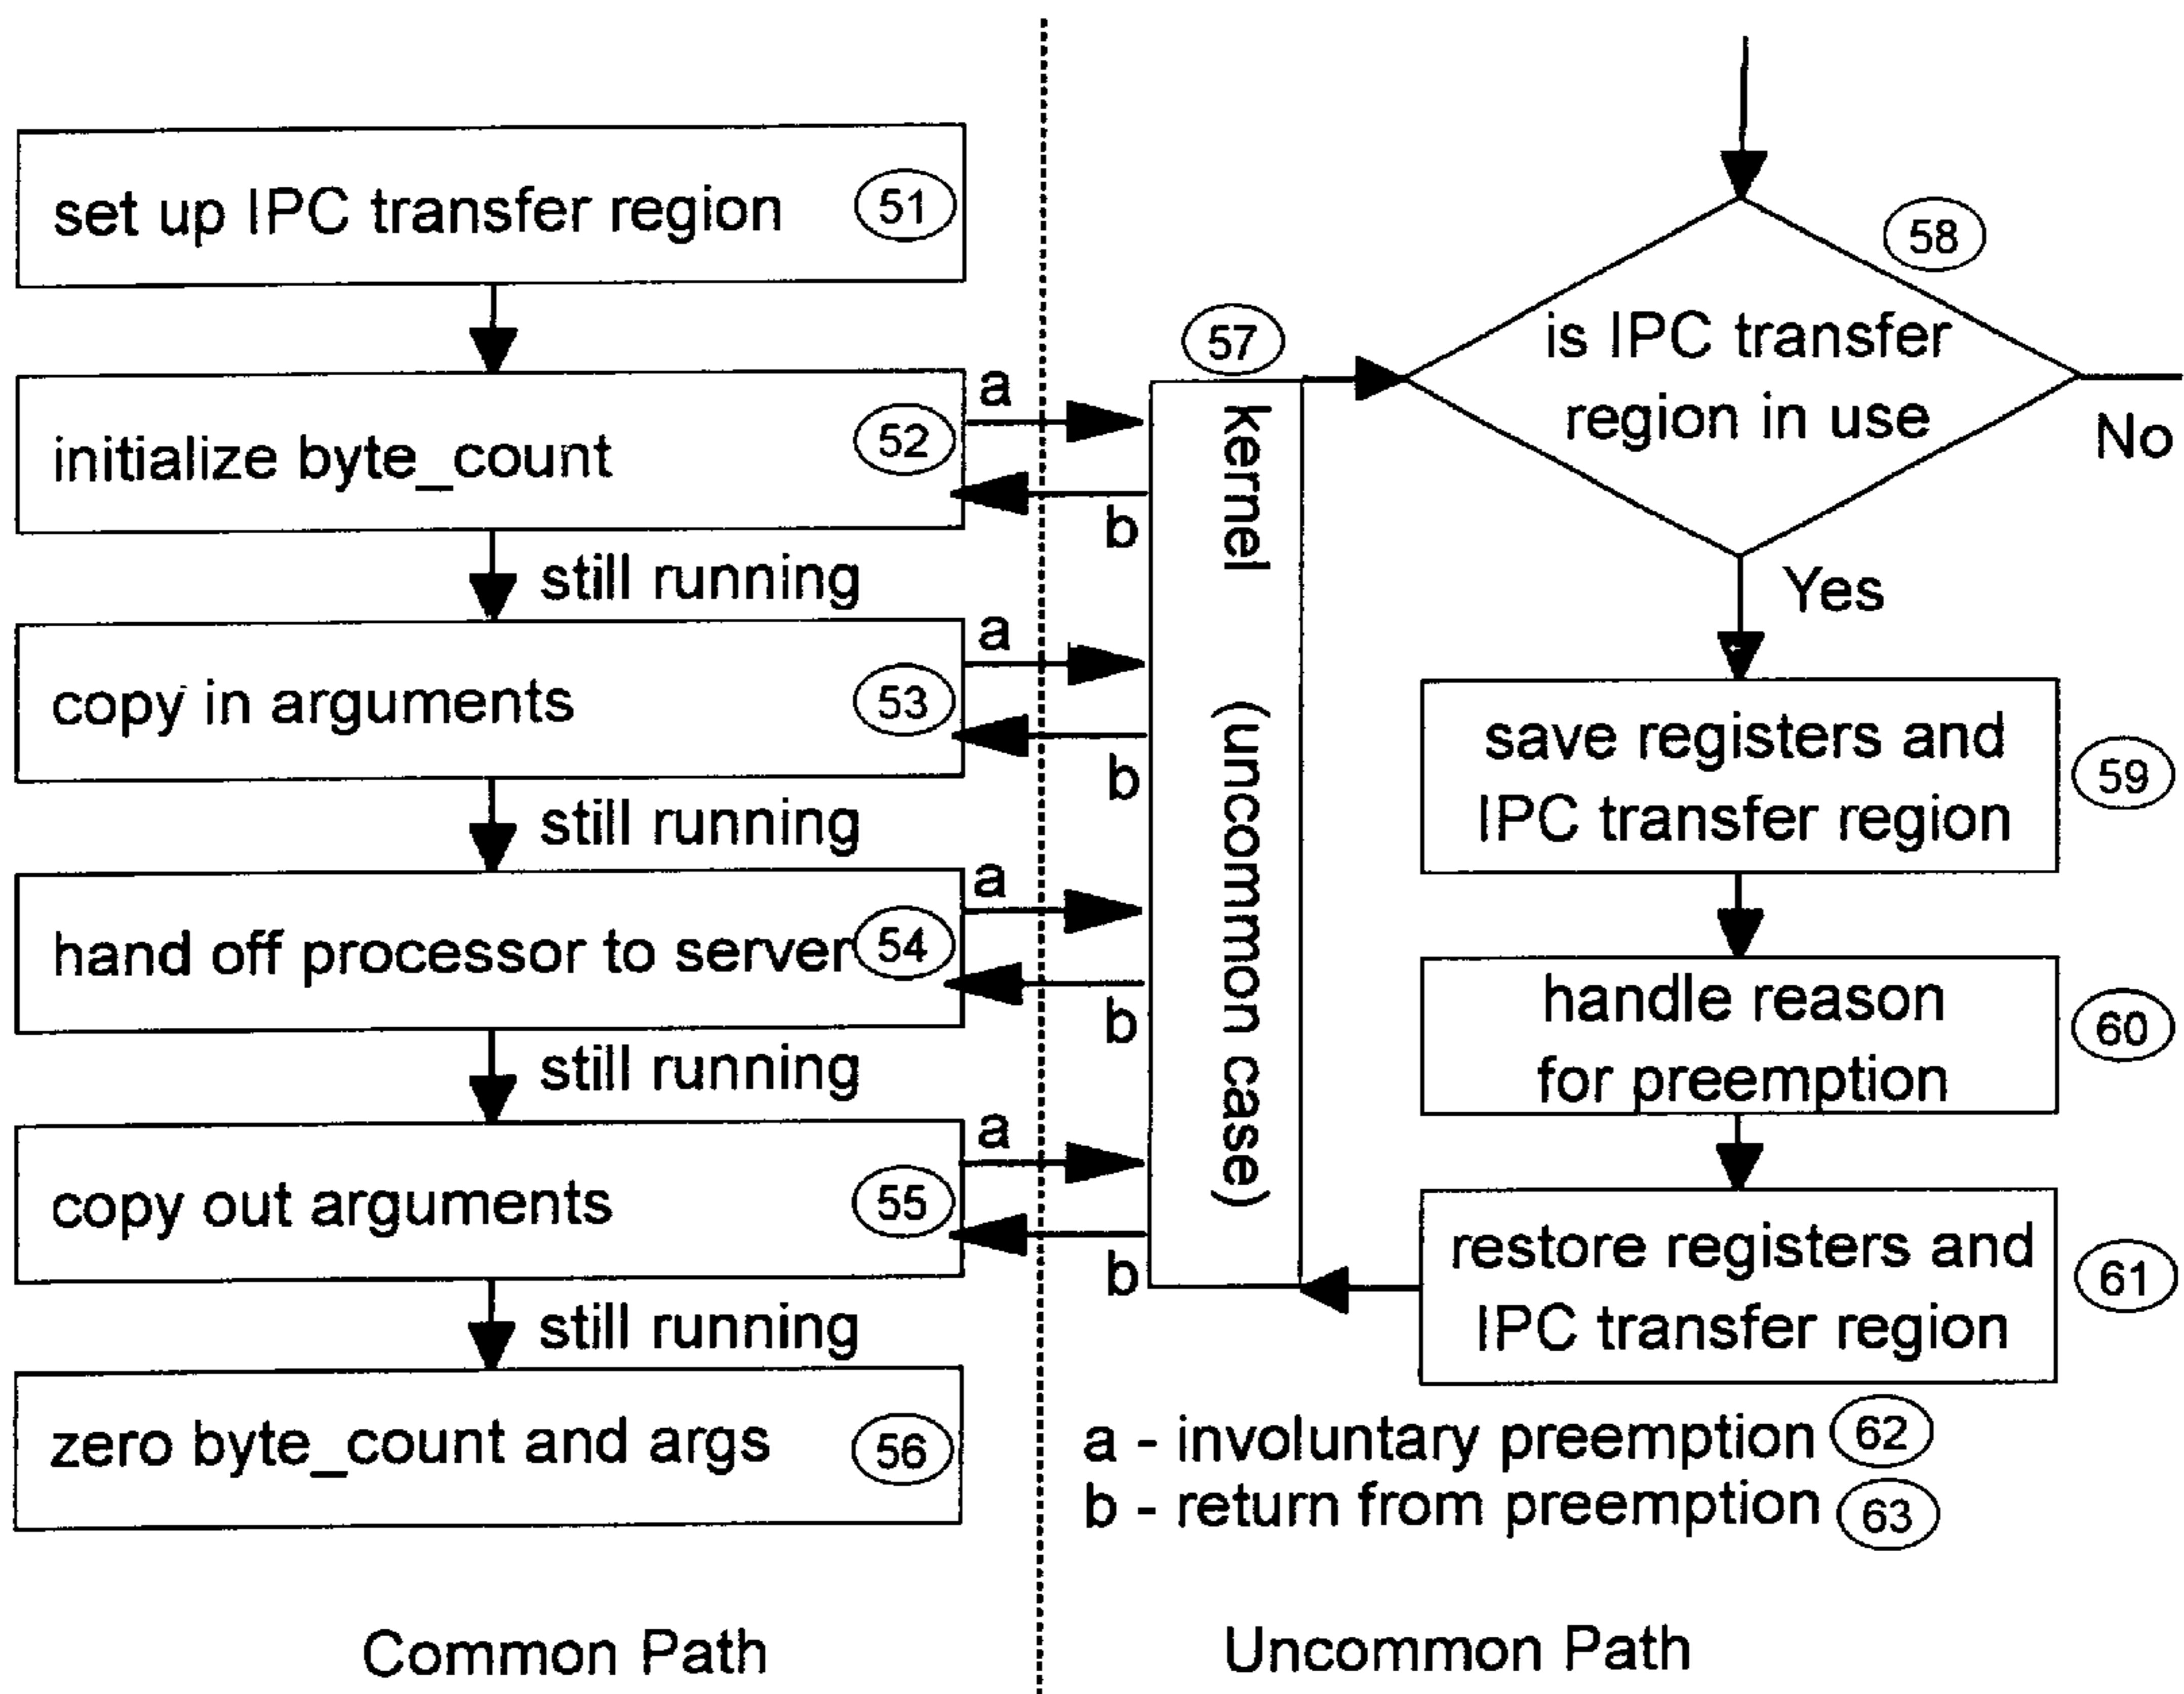 set up IPC transfer region 51
initialize byte_count 52
still running
copy in arguments 53
still running
hand off processor to server 54
still running
copy out arguments 55
still running
zero byte_count and args 56
a
b
a
b
a
b
a
b
57
kernel (uncommon case)
58
is IPC transfer
region in use
No
Yes
save registers and
IPC transfer region
59
handle reason
for preemption
60
restore registers and
IPC transfer region
61
a - involuntary preemption 62
b - return from preemption 63
Common Path
Uncommon Path